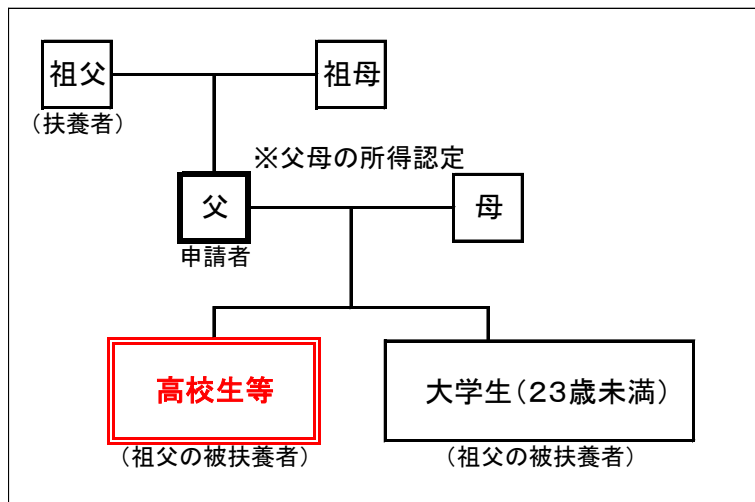 祖父
祖母
(扶養者)
※父母の所得認定
父
母
申請者
高校生等
大学生(23歳未満)
(祖父の被扶養者)
(祖父の被扶養者)